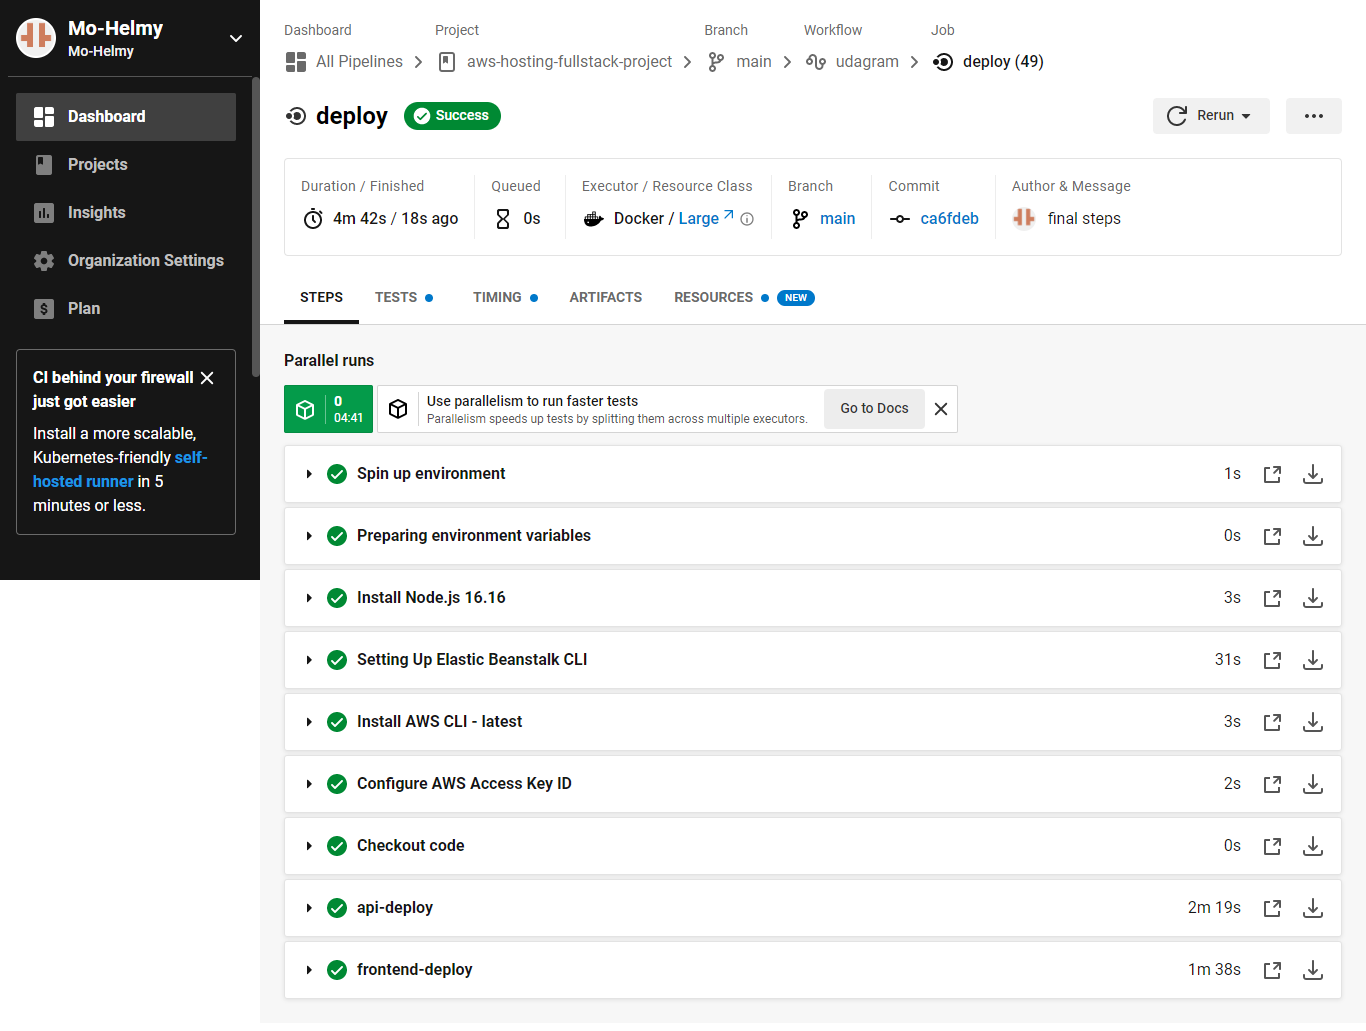 Mo-Helmy
Mo-Helmy
Dashboard
Projects
Insights
Organization Settings
Plan
CI behind your firewall
just got easier
Install a more scalable,
Kubernetes-friendly self-
hosted runner in 5
minutes or less.
Dashboard Project Branch Workflow Job
All Pipelines aws-hosting-fullstack-project main udagram deploy (49)
deploy Success Rerun
Duration / Finished Queued Executor / Resource Class Branch Commit Author & Message
4m 42s / 18s ago 0s Docker / Large main ca6fdeb final steps
STEPS TESTS TIMING ARTIFACTS RESOURCES NEW
Parallel runs
0
04:41
Use parallelism to run faster tests
Parallelism speeds up tests by splitting them across multiple executors.
Go to Docs
Spin up environment 1s
Preparing environment variables 0s
Install Node.js 16.16 3s
Setting Up Elastic Beanstalk CLI 31s
Install AWS CLI - latest 3s
Configure AWS Access Key ID 2s
Checkout code 0s
api-deploy 2m 19s
frontend-deploy 1m 38s